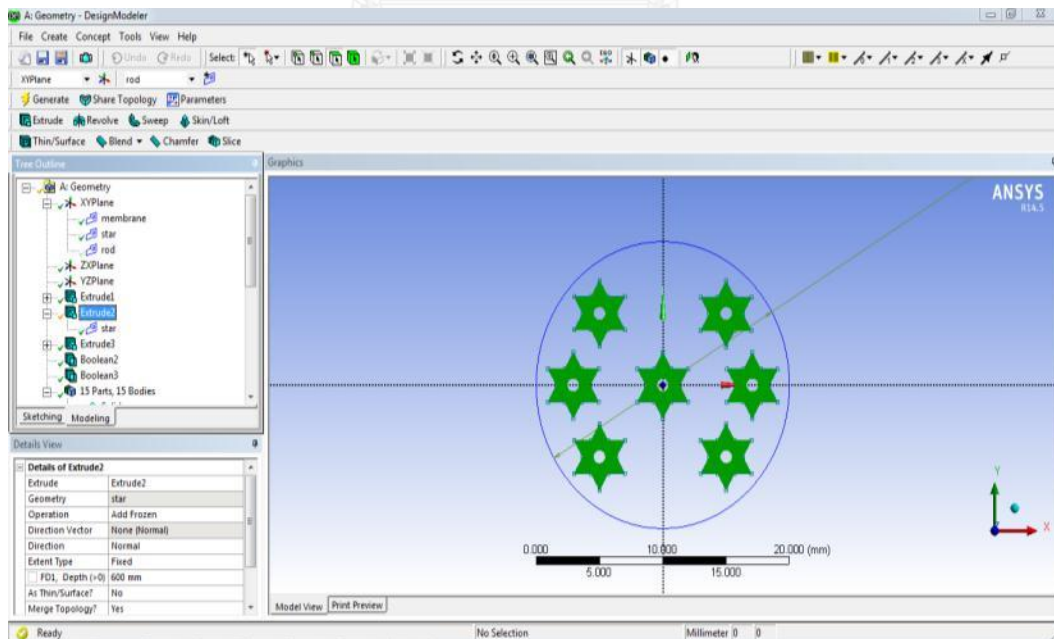 A: Geometry - DesignModeler
File Create Concept Tools View Help
Undo Redo Select:
XYPlane rod
Generate Share Topology Parameters
Extrude Revolve Sweep Skin/Loft
Thin/Surface Blend Chamfer Slice
Tree Outline
A: Geometry
XYPlane
membrane
star
rod
ZXPlane
YZPlane
Extrude1
Extrude2
star
Extrude3
Boolean2
Boolean3
15 Parts, 15 Bodies
Sketching Modeling
Details View
Details of Extrude2
Extrude Extrude2
Geometry star
Operation Add Frozen
Direction Vector None (Normal)
Direction Normal
Extent Type Fixed
FD1, Depth (>0) 600 mm
As Thin/Surface? No
Merge Topology? Yes
Graphics
ANSYS
R14.5
0.000 10.000 20.000 (mm)
5.000 15.000
Y
X
Model View Print Preview
Ready No Selection Millimeter 0 0